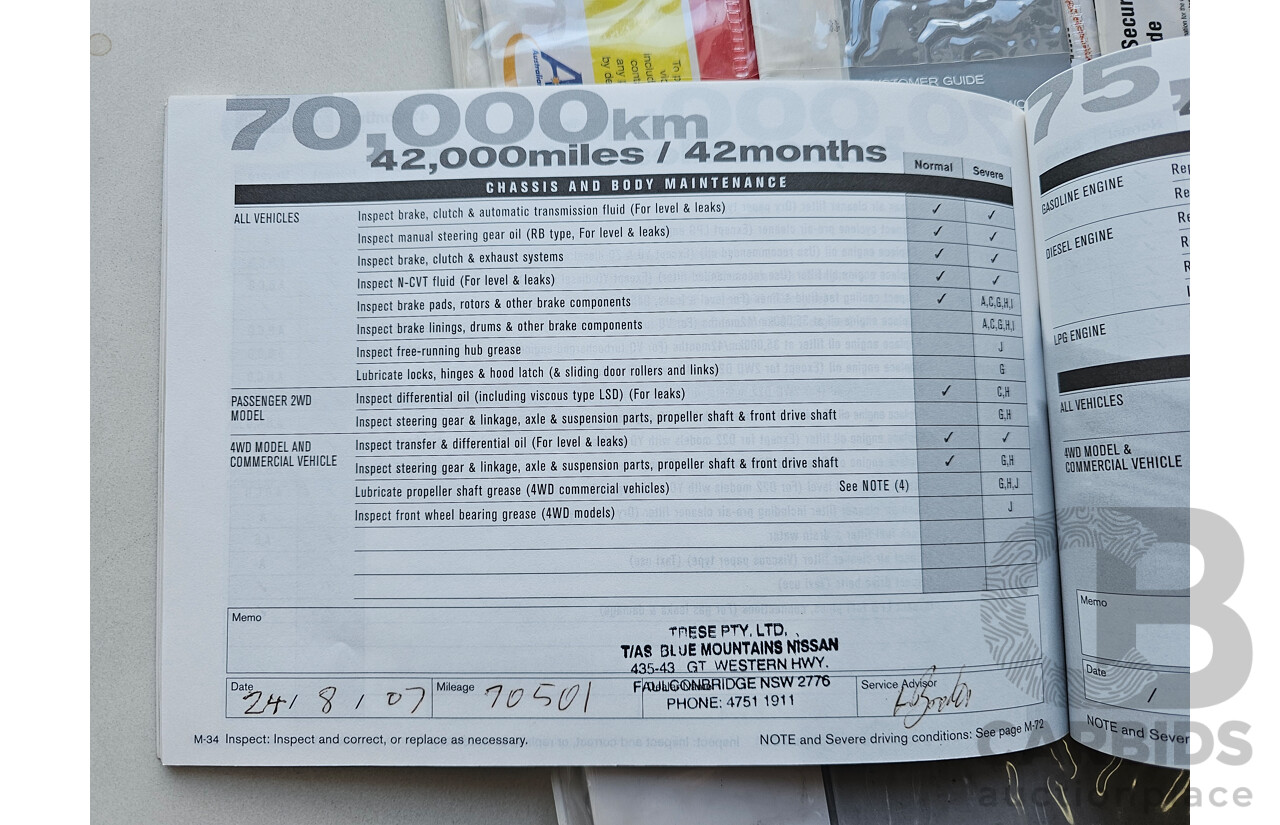 Secur
de
CUSTOMER GUIDE
70,000km
42,000miles / 42months
Normal Severe
CHASSIS AND BODY MAINTENANCE
ALL VEHICLES
Inspect brake, clutch & automatic transmission fluid (For level & leaks) ✓ ✓
Inspect manual steering gear oil (RB type, For level & leaks) ✓ ✓
Inspect brake, clutch & exhaust systems ✓ ✓
Inspect N-CVT fluid (For level & leaks) ✓ ✓
Inspect brake pads, rotors & other brake components ✓ A,C,G,H,I
Inspect brake linings, drums & other brake components A,C,G,H,I
Inspect free-running hub grease J
Lubricate locks, hinges & hood latch (& sliding door rollers and links) G
PASSENGER 2WD
MODEL
Inspect differential oil (including viscous type LSD) (For leaks) ✓ C,H
Inspect steering gear & linkage, axle & suspension parts, propeller shaft & front drive shaft G,H
4WD MODEL AND
COMMERCIAL VEHICLE
Inspect transfer & differential oil (For level & leaks) ✓ ✓
Inspect steering gear & linkage, axle & suspension parts, propeller shaft & front drive shaft ✓ G,H
Lubricate propeller shaft grease (4WD commercial vehicles) See NOTE (4) G,H,J
Inspect front wheel bearing grease (4WD models) J
Memo
TRESE PTY. LTD.
T/AS BLUE MOUNTAINS NISSAN
435-43 GT WESTERN HWY.
FAULCONBRIDGE NSW 2776
PHONE: 4751 1911
Date 24 / 8 / 07
Mileage 70501
Service Advisor
M-34 Inspect: Inspect and correct, or replace as necessary.
NOTE and Severe driving conditions: See page M-72
75,
GASOLINE ENGINE
Rep
Re
Re
DIESEL ENGINE
R
R
LPG ENGINE
ALL VEHICLES
4WD MODEL &
COMMERCIAL VEHICLE
Memo
Date /
NOTE and Sever
CARBIDS
auction place